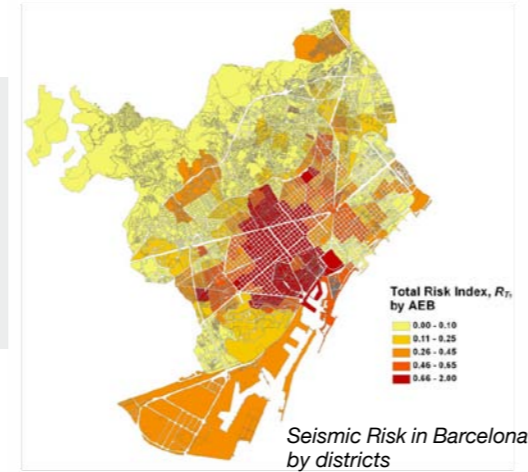 Total Risk Index, R_T,
by AEB
0.00 - 0.10
0.11 - 0.25
0.26 - 0.45
0.46 - 0.65
0.66 - 2.00
Seismic Risk in Barcelona
by districts